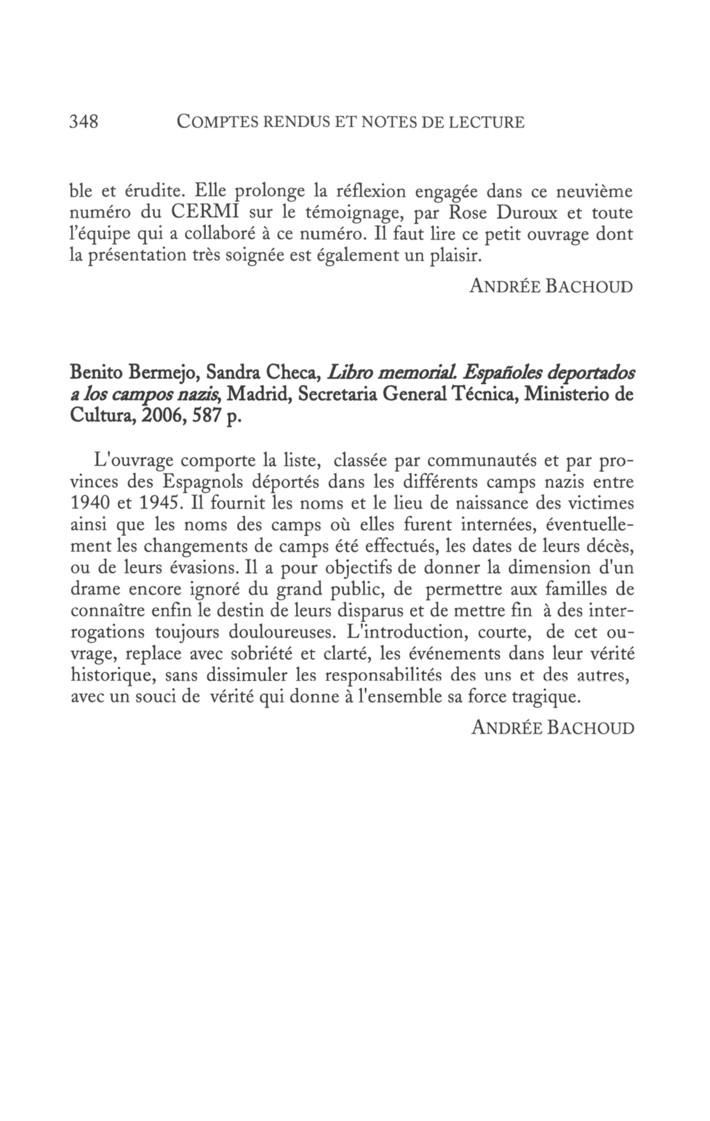 348 COMPTES RENDUS ET NOTES DE LECTURE
ble et érudite. Elle prolonge la réflexion engagée dans ce neuvième
numéro du CERMI sur le témoignage, par Rose Duroux et toute
l'équipe qui a collaboré à ce numéro. Il faut lire ce petit ouvrage dont
la présentation très soignée est également un plaisir.
ANDRÉE BACHOUD
Benito Bermejo, Sandra Checa, Libro memorial. Españoles deportados
a los campos nazis, Madrid, Secretaria General Técnica, Ministerio de
Cultura, 2006, 587 p.
L'ouvrage comporte la liste, classée par communautés et par pro-
vinces des Espagnols déportés dans les différents camps nazis entre
1940 et 1945. Il fournit les noms et le lieu de naissance des victimes
ainsi que les noms des camps où elles furent internées, éventuelle-
ment les changements de camps été effectués, les dates de leurs décès,
ou de leurs évasions. Il a pour objectifs de donner la dimension d'un
drame encore ignoré du grand public, de permettre aux familles de
connaître enfin le destin de leurs disparus et de mettre fin à des inter-
rogations toujours douloureuses. L'introduction, courte, de cet ou-
vrage, replace avec sobriété et clarté, les événements dans leur vérité
historique, sans dissimuler les responsabilités des uns et des autres,
avec un souci de vérité qui donne à l'ensemble sa force tragique.
ANDRÉE BACHOUD